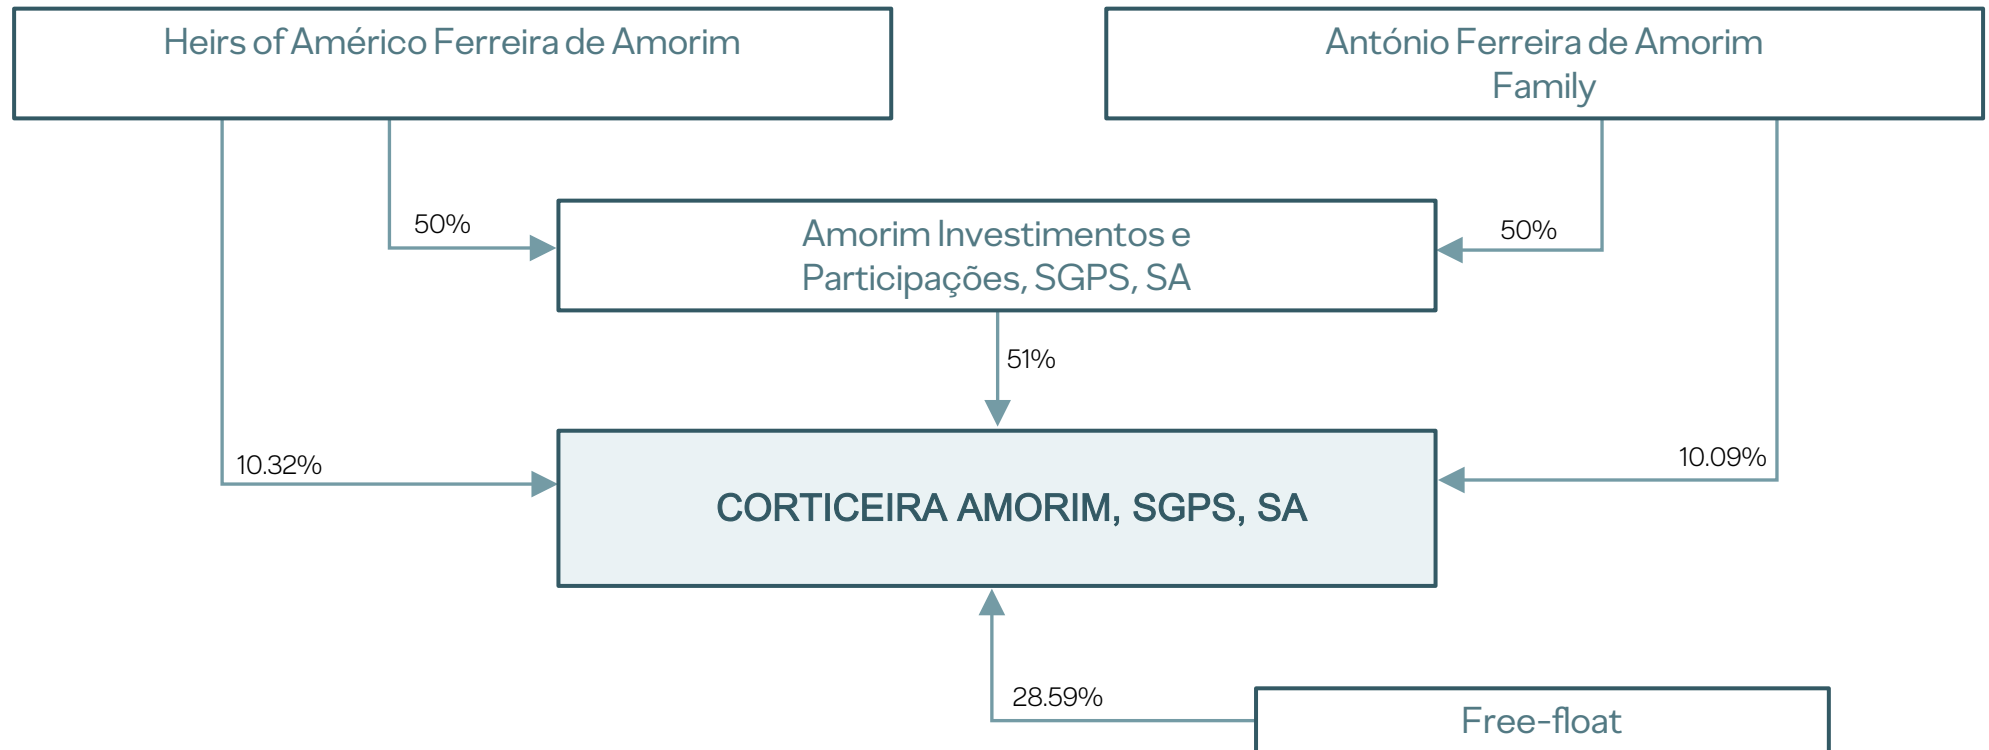 Heirs of Américo Ferreira de Amorim
António Ferreira de Amorim
Family
50%
50%
Amorim Investimentos e
Participações, SGPS, SA
51%
10.32%
10.09%
CORTICEIRA AMORIM, SGPS, SA
28.59%
Free-float